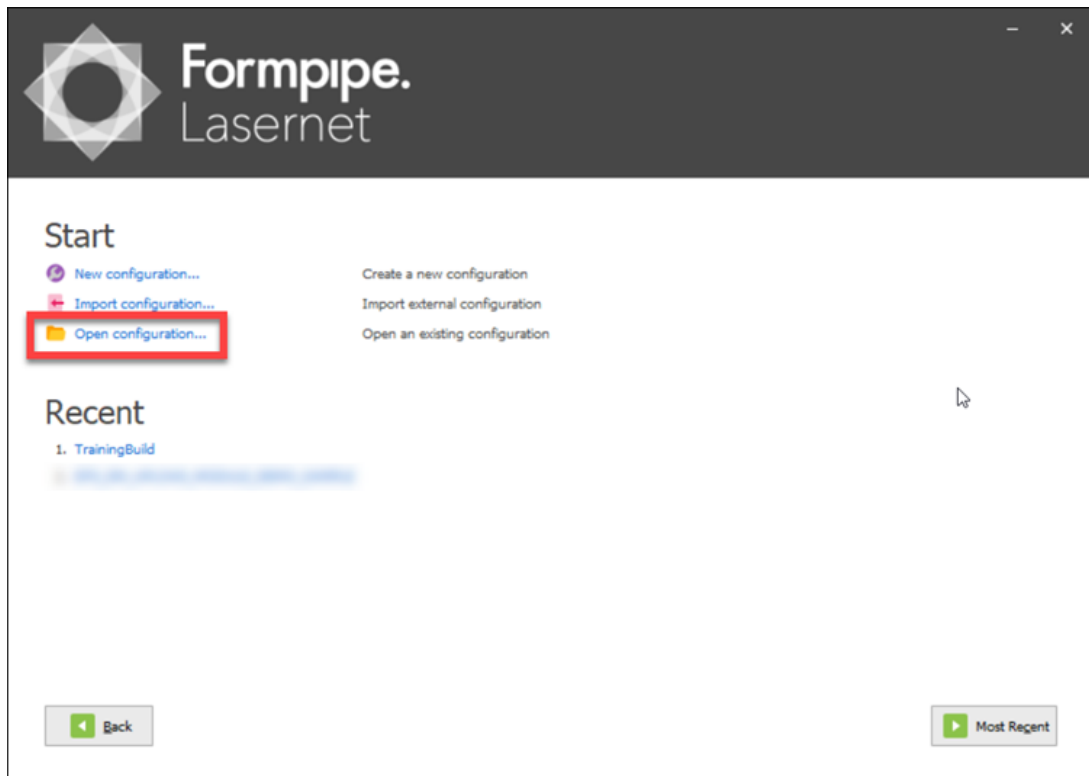 Formpipe.
Lasernet
Start
New configuration... Create a new configuration
Import configuration... Import external configuration
Open configuration... Open an existing configuration
Recent
1. TrainingBuild
Back Most Recent